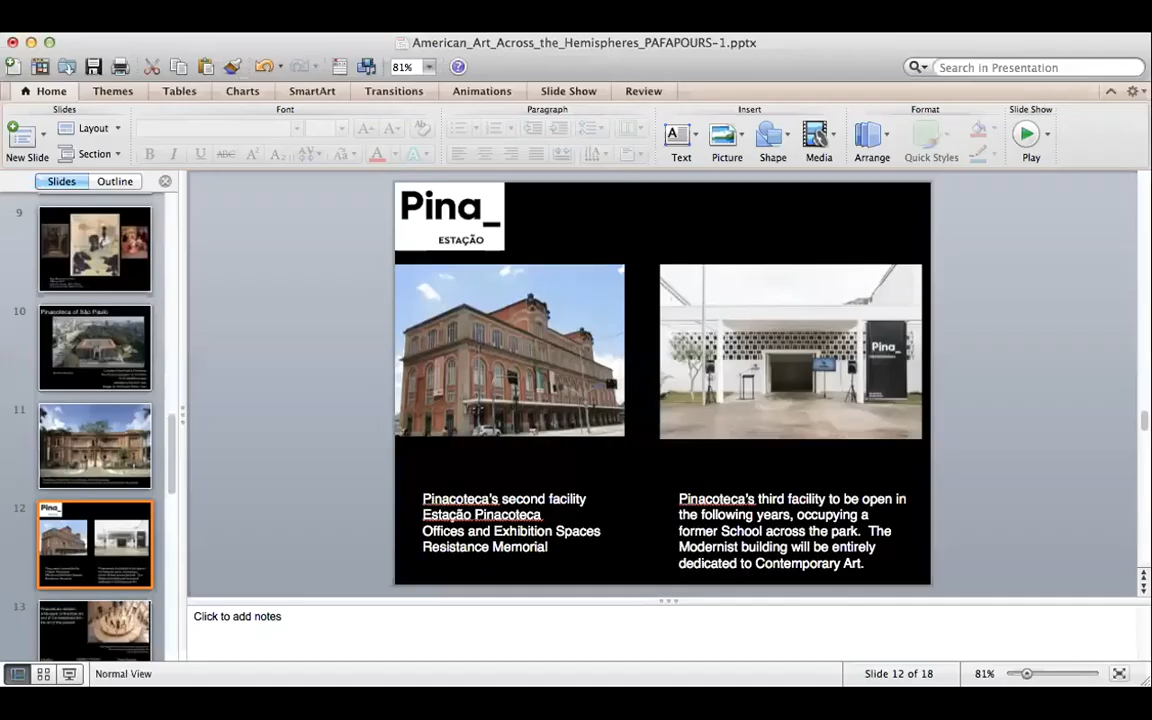 American_Art_Across_the_Hemispheres_PAFAPOURS-1.pptx
81%
Search in Presentation
Home Themes Tables Charts SmartArt Transitions Animations Slide Show Review
Slides Font Paragraph Insert Format Slide Show
New Slide Layout Section Text Picture Shape Media Arrange Quick Styles Play
Slides Outline
9
10
Pinacoteca of São Paulo
11
12
Pina_
13
Pina_
ESTAÇÃO
Pina_
Pinacoteca's second facility
Estação Pinacoteca
Offices and Exhibition Spaces
Resistance Memorial
Pinacoteca's third facility to be open in
the following years, occupying a
former School across the park. The
Modernist building will be entirely
dedicated to Contemporary Art.
Click to add notes
Normal View
Slide 12 of 18
81%